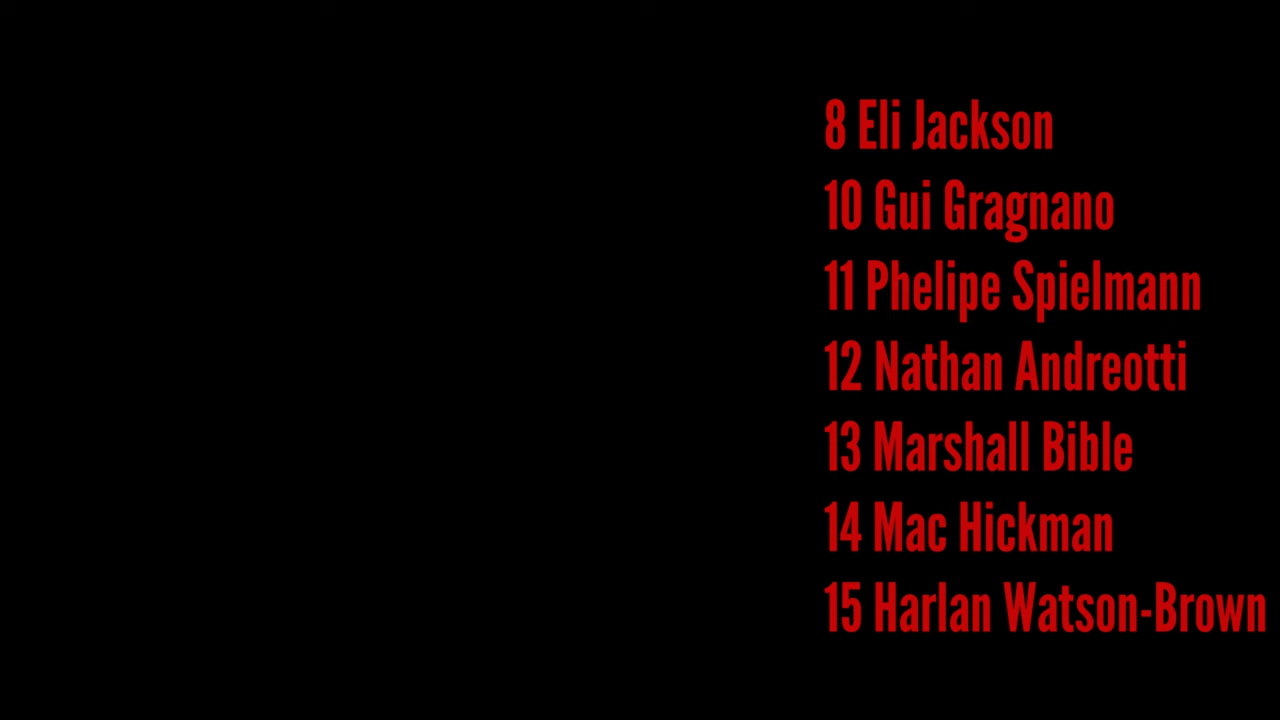 8 Eli Jackson
10 Gui Gragnano
11 Phelipe Spielmann
12 Nathan Andreotti
13 Marshall Bible
14 Mac Hickman
15 Harlan Watson-Brown